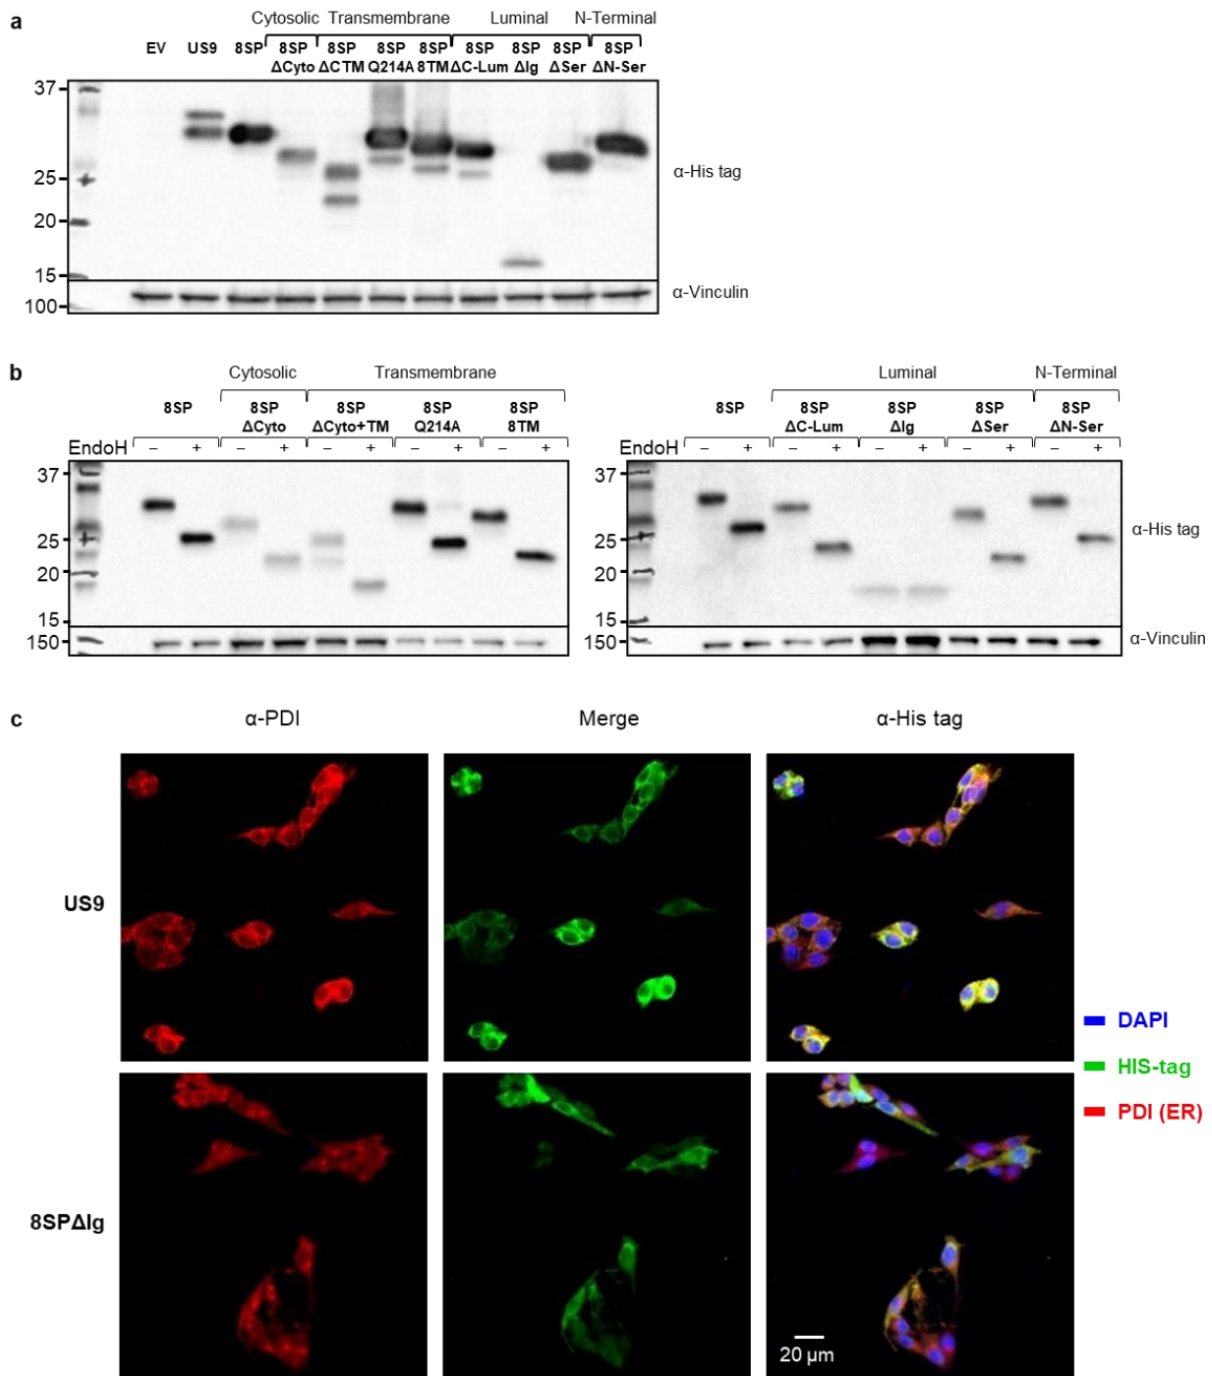 a
Cytosolic Transmembrane Luminal N-Terminal
EV US9 8SP 8SP ΔCyto 8SP ΔCTM 8SP Q214A 8SP 8TM 8SP ΔC-Lum 8SP ΔIg 8SP ΔSer 8SP ΔN-Ser
37
25
20
15
α-His tag
100
α-Vinculin
b
Cytosolic Transmembrane
8SP 8SP ΔCyto 8SP ΔCyto+TM 8SP Q214A 8SP 8TM
EndoH – + – + – + – + – +
37
25
20
15
150
Luminal N-Terminal
8SP 8SP ΔC-Lum 8SP ΔIg 8SP ΔSer 8SP ΔN-Ser
EndoH – + – + – + – + – +
37
25
20
15
150
α-His tag
α-Vinculin
c
α-PDI Merge α-His tag
US9
8SPΔIg
DAPI
HIS-tag
PDI (ER)
20 μm